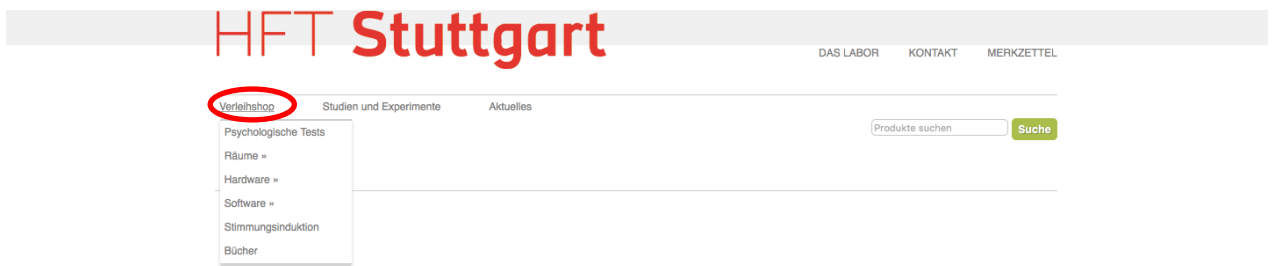 HFT Stuttgart
DAS LABOR KONTAKT MERKZETTEL
Verleihshop Studien und Experimente Aktuelles
Produkte suchen Suche
Psychologische Tests
Räume »
Hardware »
Software »
Stimmungsinduktion
Bücher